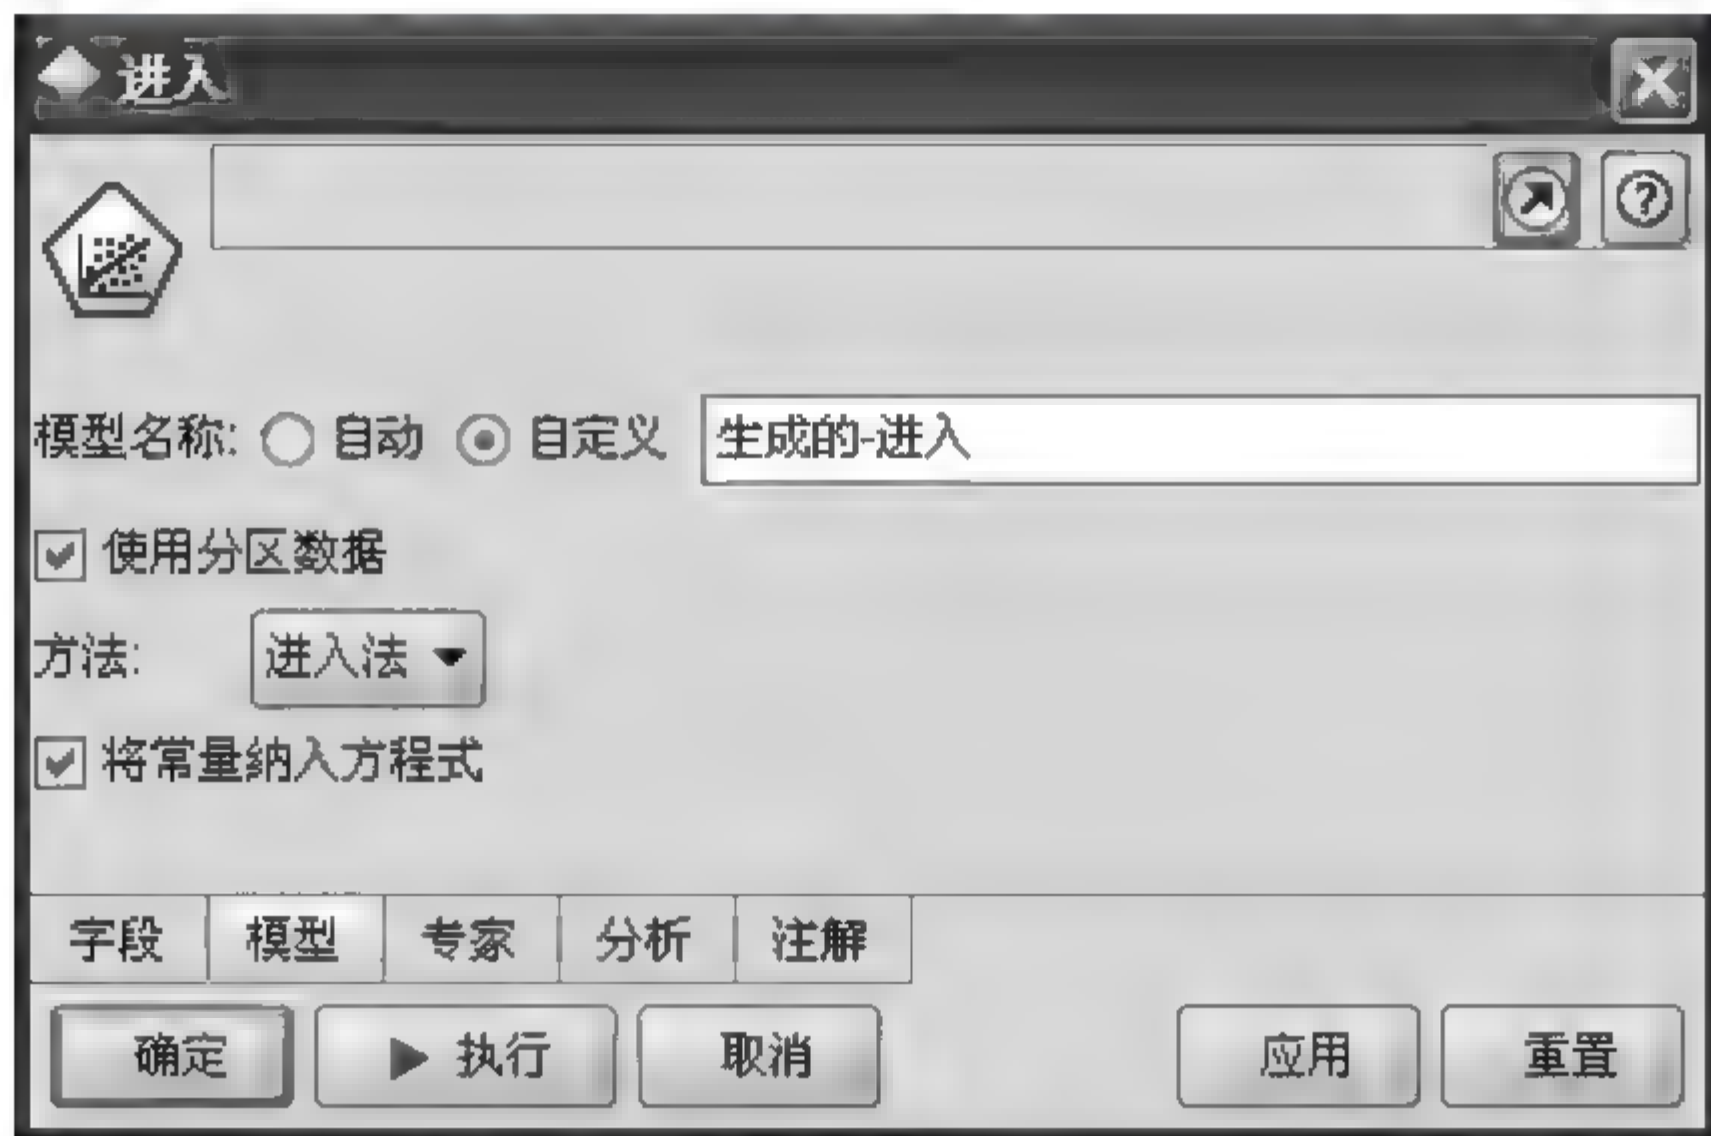 进入
模型名称: 自动 自定义 生成的-进入
使用分区数据
方法: 进入法
将常量纳入方程式
字段 模型 专家 分析 注解
确定 执行 取消 应用 重置